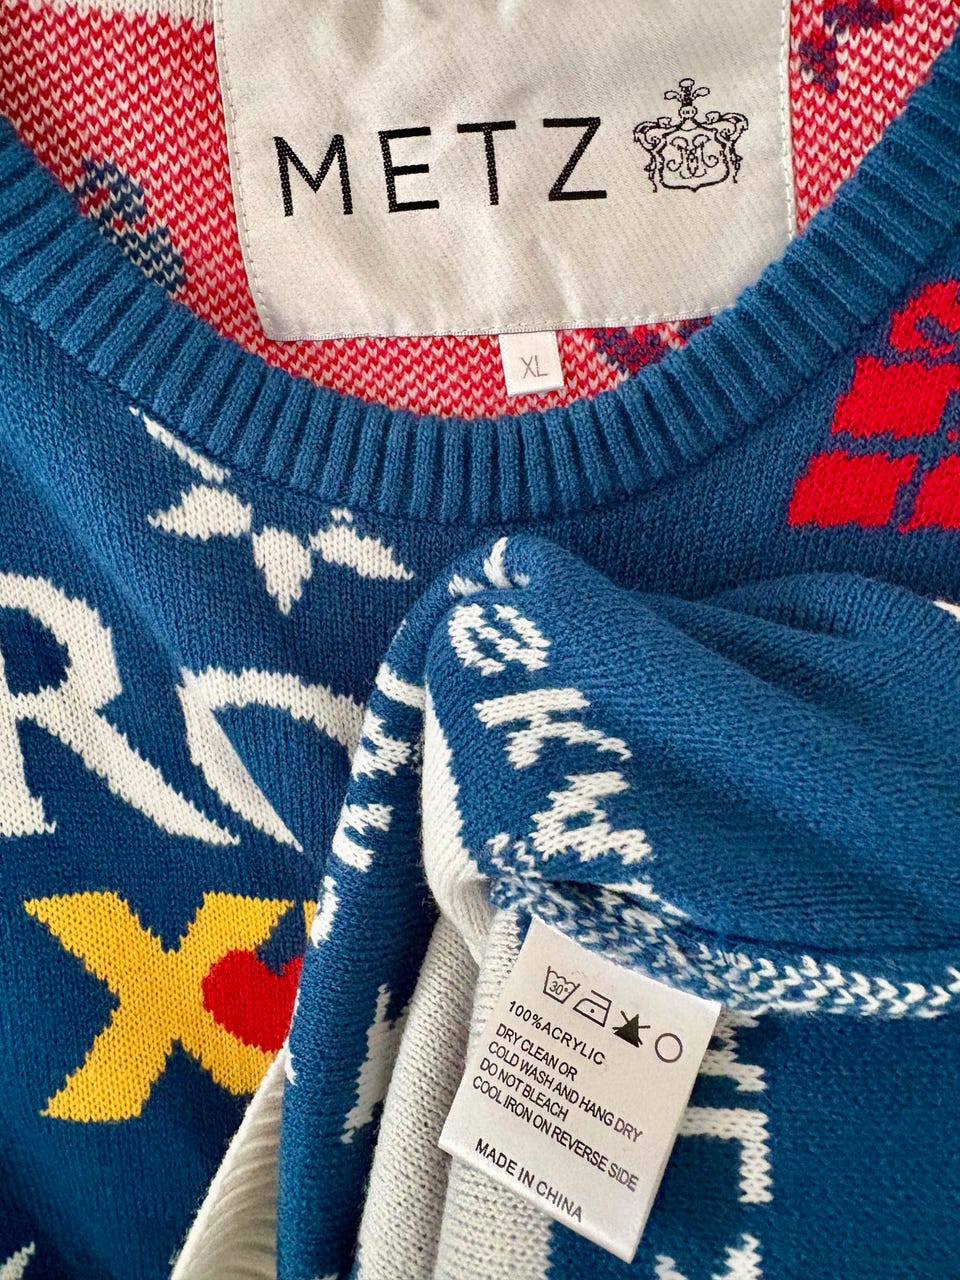 METZ
XL
R
X
30°
100%ACRYLIC
DRY CLEAN OR
COLD WASH AND HANG DRY
DO NOT BLEACH
COOL IRON ON REVERSE SIDE
MADE IN CHINA